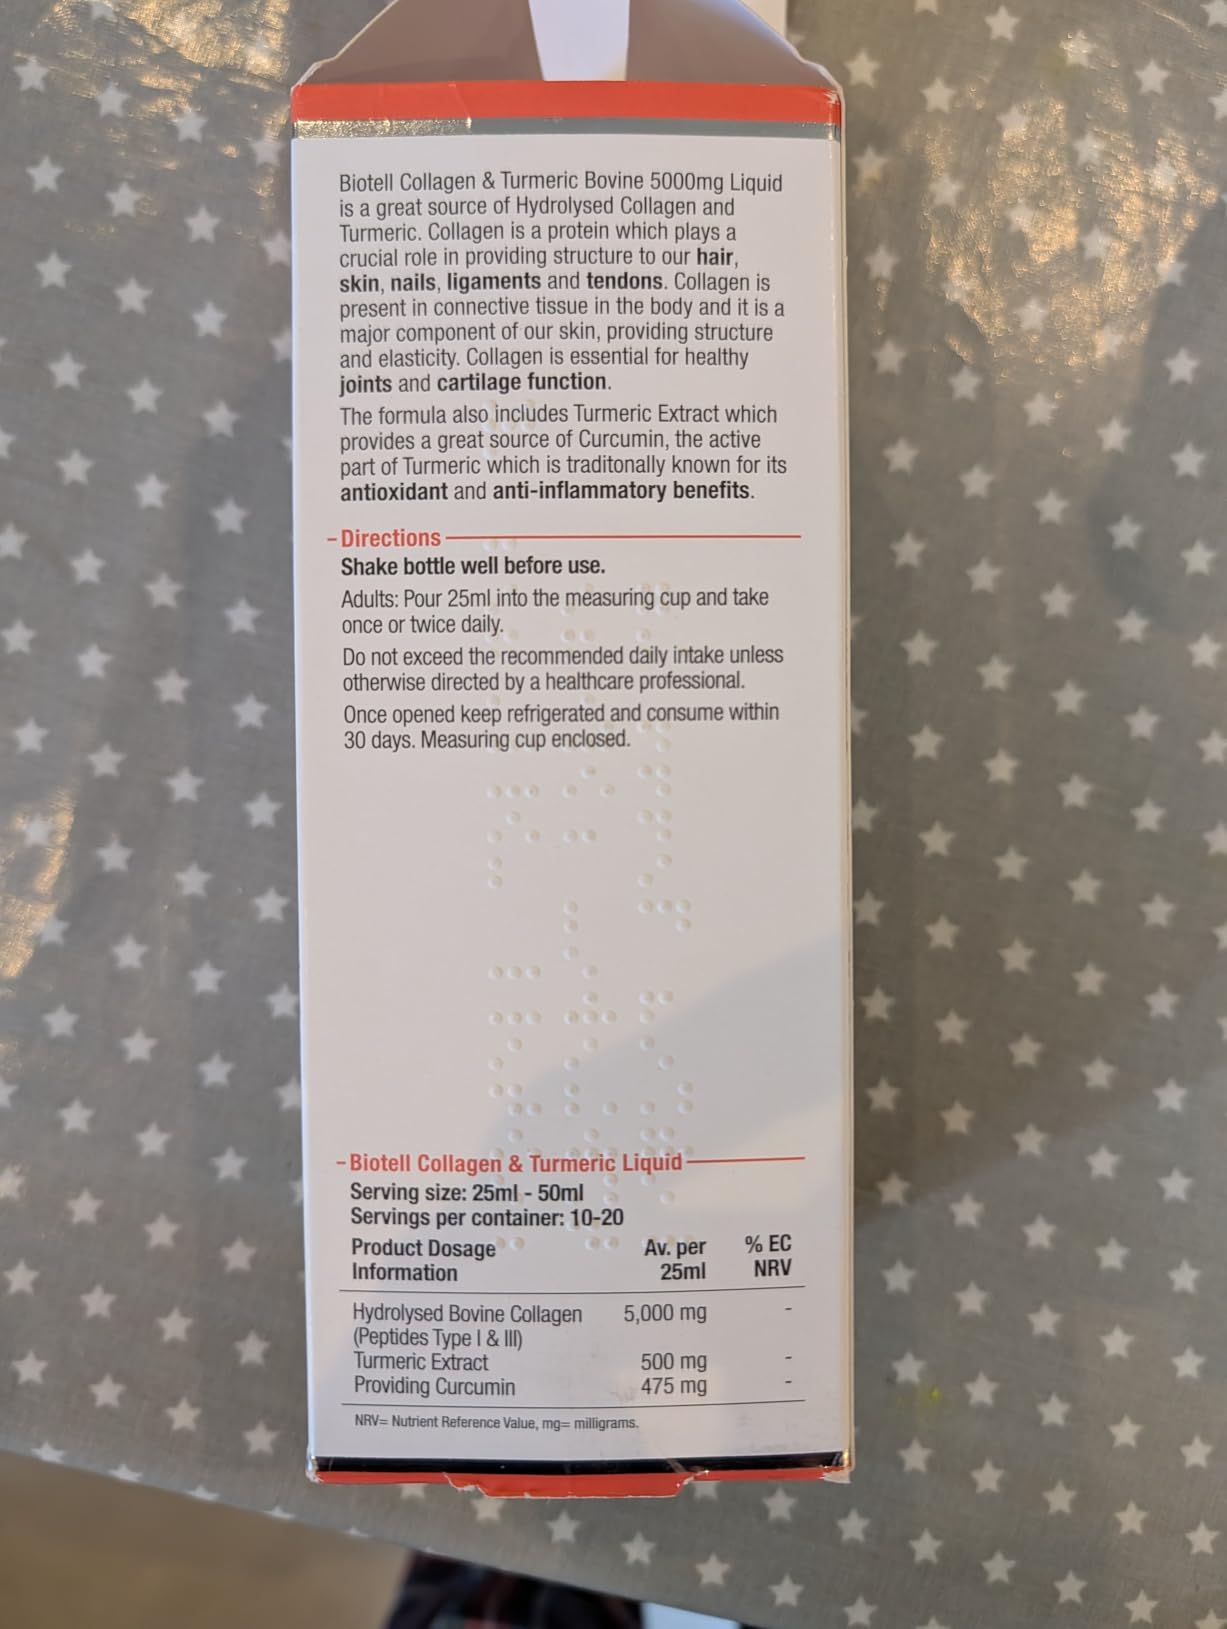 Biotell Collagen & Turmeric Bovine 5000mg Liquid
is a great source of Hydrolysed Collagen and
Turmeric. Collagen is a protein which plays a
crucial role in providing structure to our hair,
skin, nails, ligaments and tendons. Collagen is
present in connective tissue in the body and it is a
major component of our skin, providing structure
and elasticity. Collagen is essential for healthy
joints and cartilage function.
The formula also includes Turmeric Extract which
provides a great source of Curcumin, the active
part of Turmeric which is traditonally known for its
antioxidant and anti-inflammatory benefits.
- Directions
Shake bottle well before use.
Adults: Pour 25ml into the measuring cup and take
once or twice daily.
Do not exceed the recommended daily intake unless
otherwise directed by a healthcare professional.
Once opened keep refrigerated and consume within
30 days. Measuring cup enclosed.
- Biotell Collagen & Turmeric Liquid
Serving size: 25ml - 50ml
Servings per container: 10-20
Product Dosage Av. per % EC
Information 25ml NRV
Hydrolysed Bovine Collagen 5,000 mg -
(Peptides Type I & III)
Turmeric Extract 500 mg -
Providing Curcumin 475 mg -
NRV= Nutrient Reference Value, mg= milligrams.